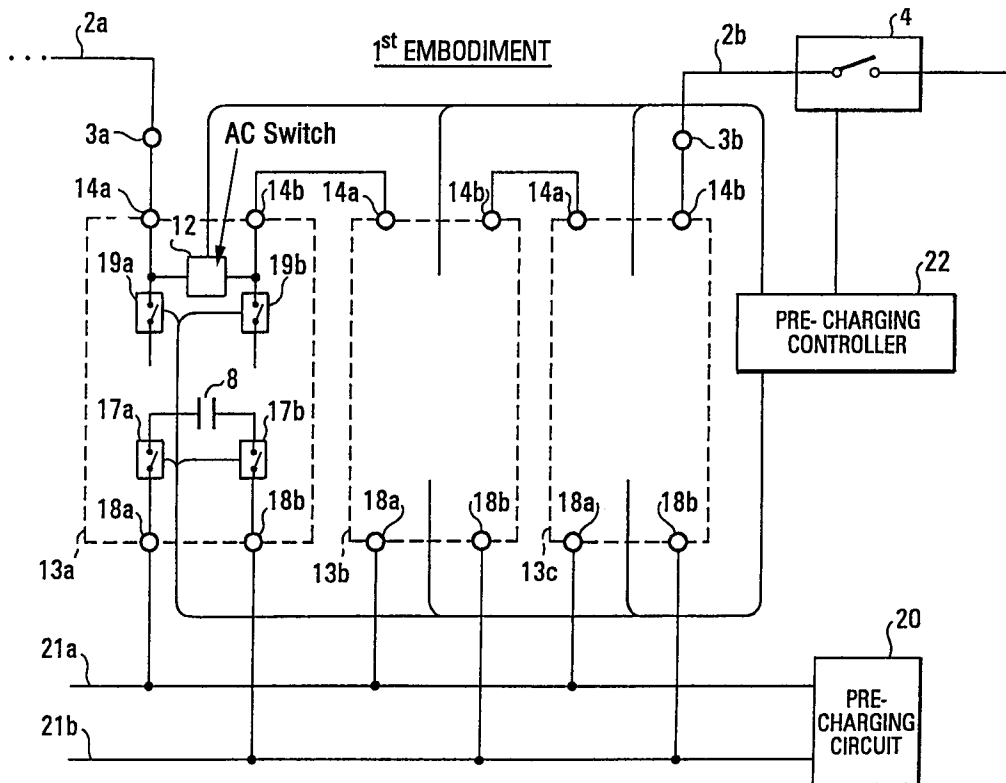 2a
1st EMBODIMENT
2b
4
3a
AC Switch
3b
14a
12
14b
14a
14b
14a
14b
19a
19b
22
PRE- CHARGING
CONTROLLER
8
17a
17b
18a
18b
18a
18b
18a
18b
13a
13b
13c
20
21a
PRE-
CHARGING
CIRCUIT
21b